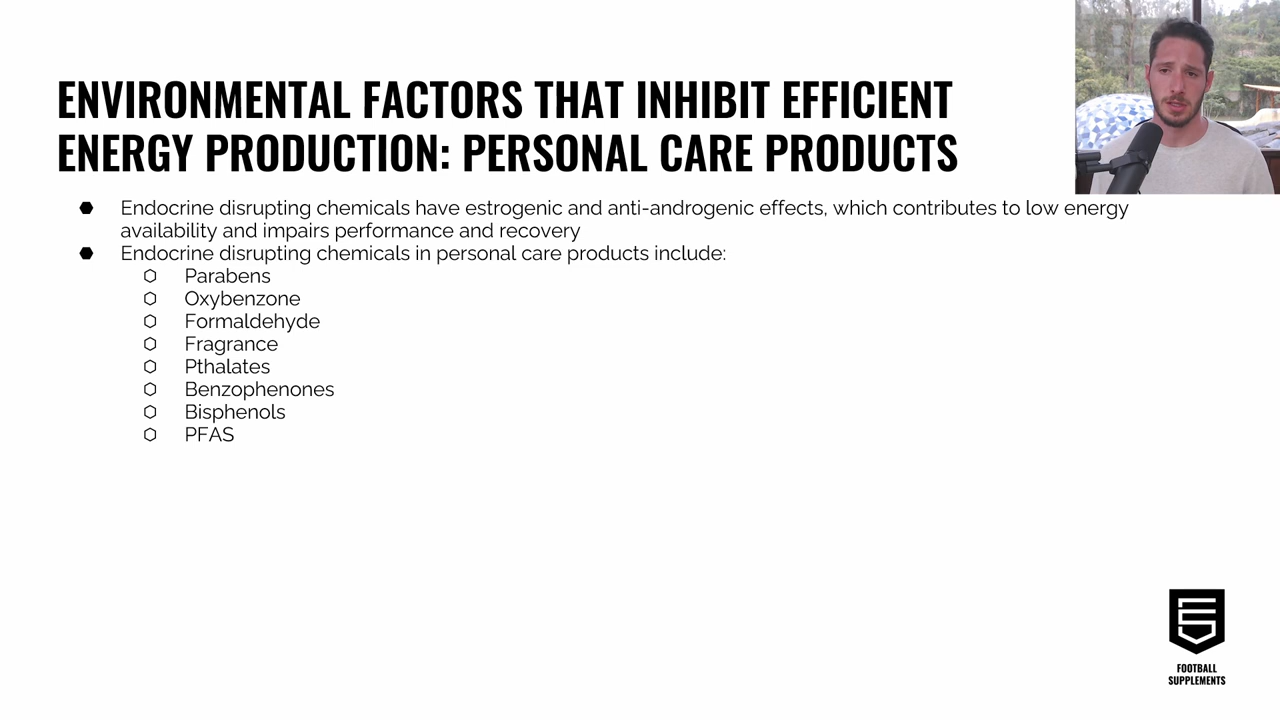 ENVIRONMENTAL FACTORS THAT INHIBIT EFFICIENT
ENERGY PRODUCTION: PERSONAL CARE PRODUCTS
Endocrine disrupting chemicals have estrogenic and anti-androgenic effects, which contributes to low energy
availability and impairs performance and recovery
Endocrine disrupting chemicals in personal care products include:
Parabens
Oxybenzone
Formaldehyde
Fragrance
Pthalates
Benzophenones
Bisphenols
PFAS
FOOTBALL
SUPPLEMENTS